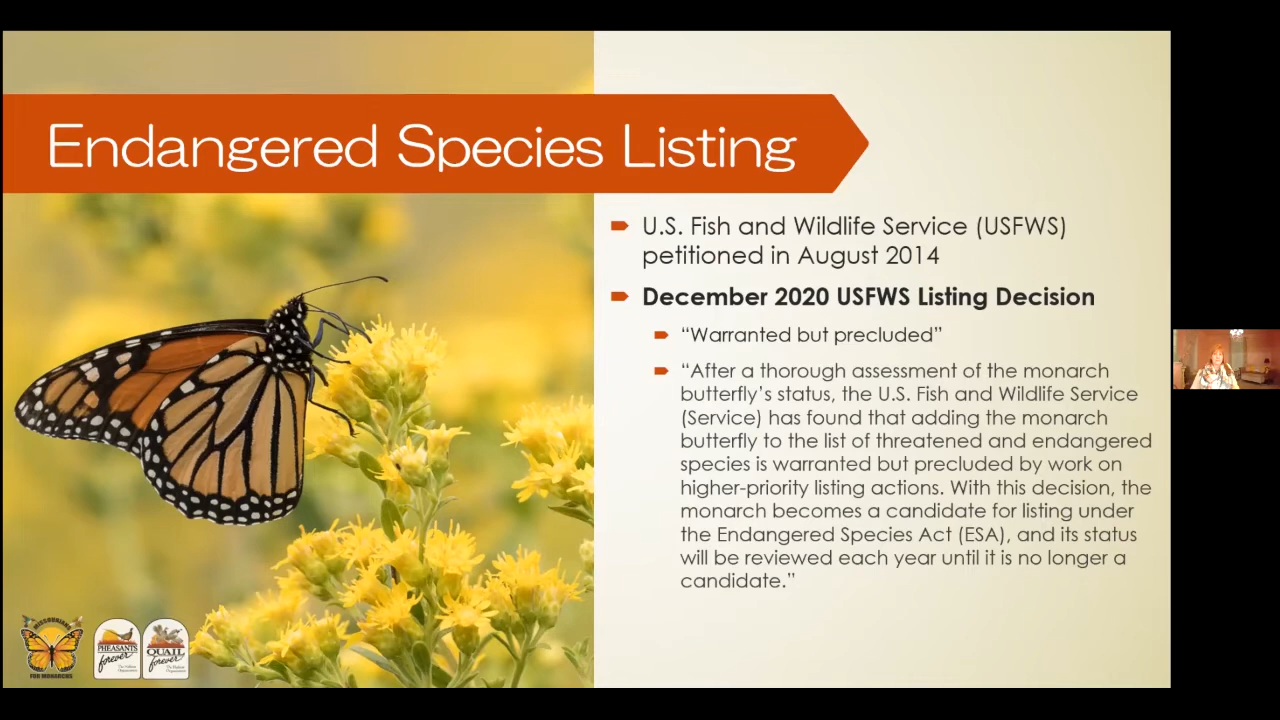 Endangered Species Listing
U.S. Fish and Wildlife Service (USFWS)
petitioned in August 2014
December 2020 USFWS Listing Decision
“Warranted but precluded”
“After a thorough assessment of the monarch
butterfly’s status, the U.S. Fish and Wildlife Service
(Service) has found that adding the monarch
butterfly to the list of threatened and endangered
species is warranted but precluded by work on
higher-priority listing actions. With this decision, the
monarch becomes a candidate for listing under
the Endangered Species Act (ESA), and its status
will be reviewed each year until it is no longer a
candidate.”
MISSOURIANS
FOR MONARCHS
PHEASANTS
forever
QUAIL
forever